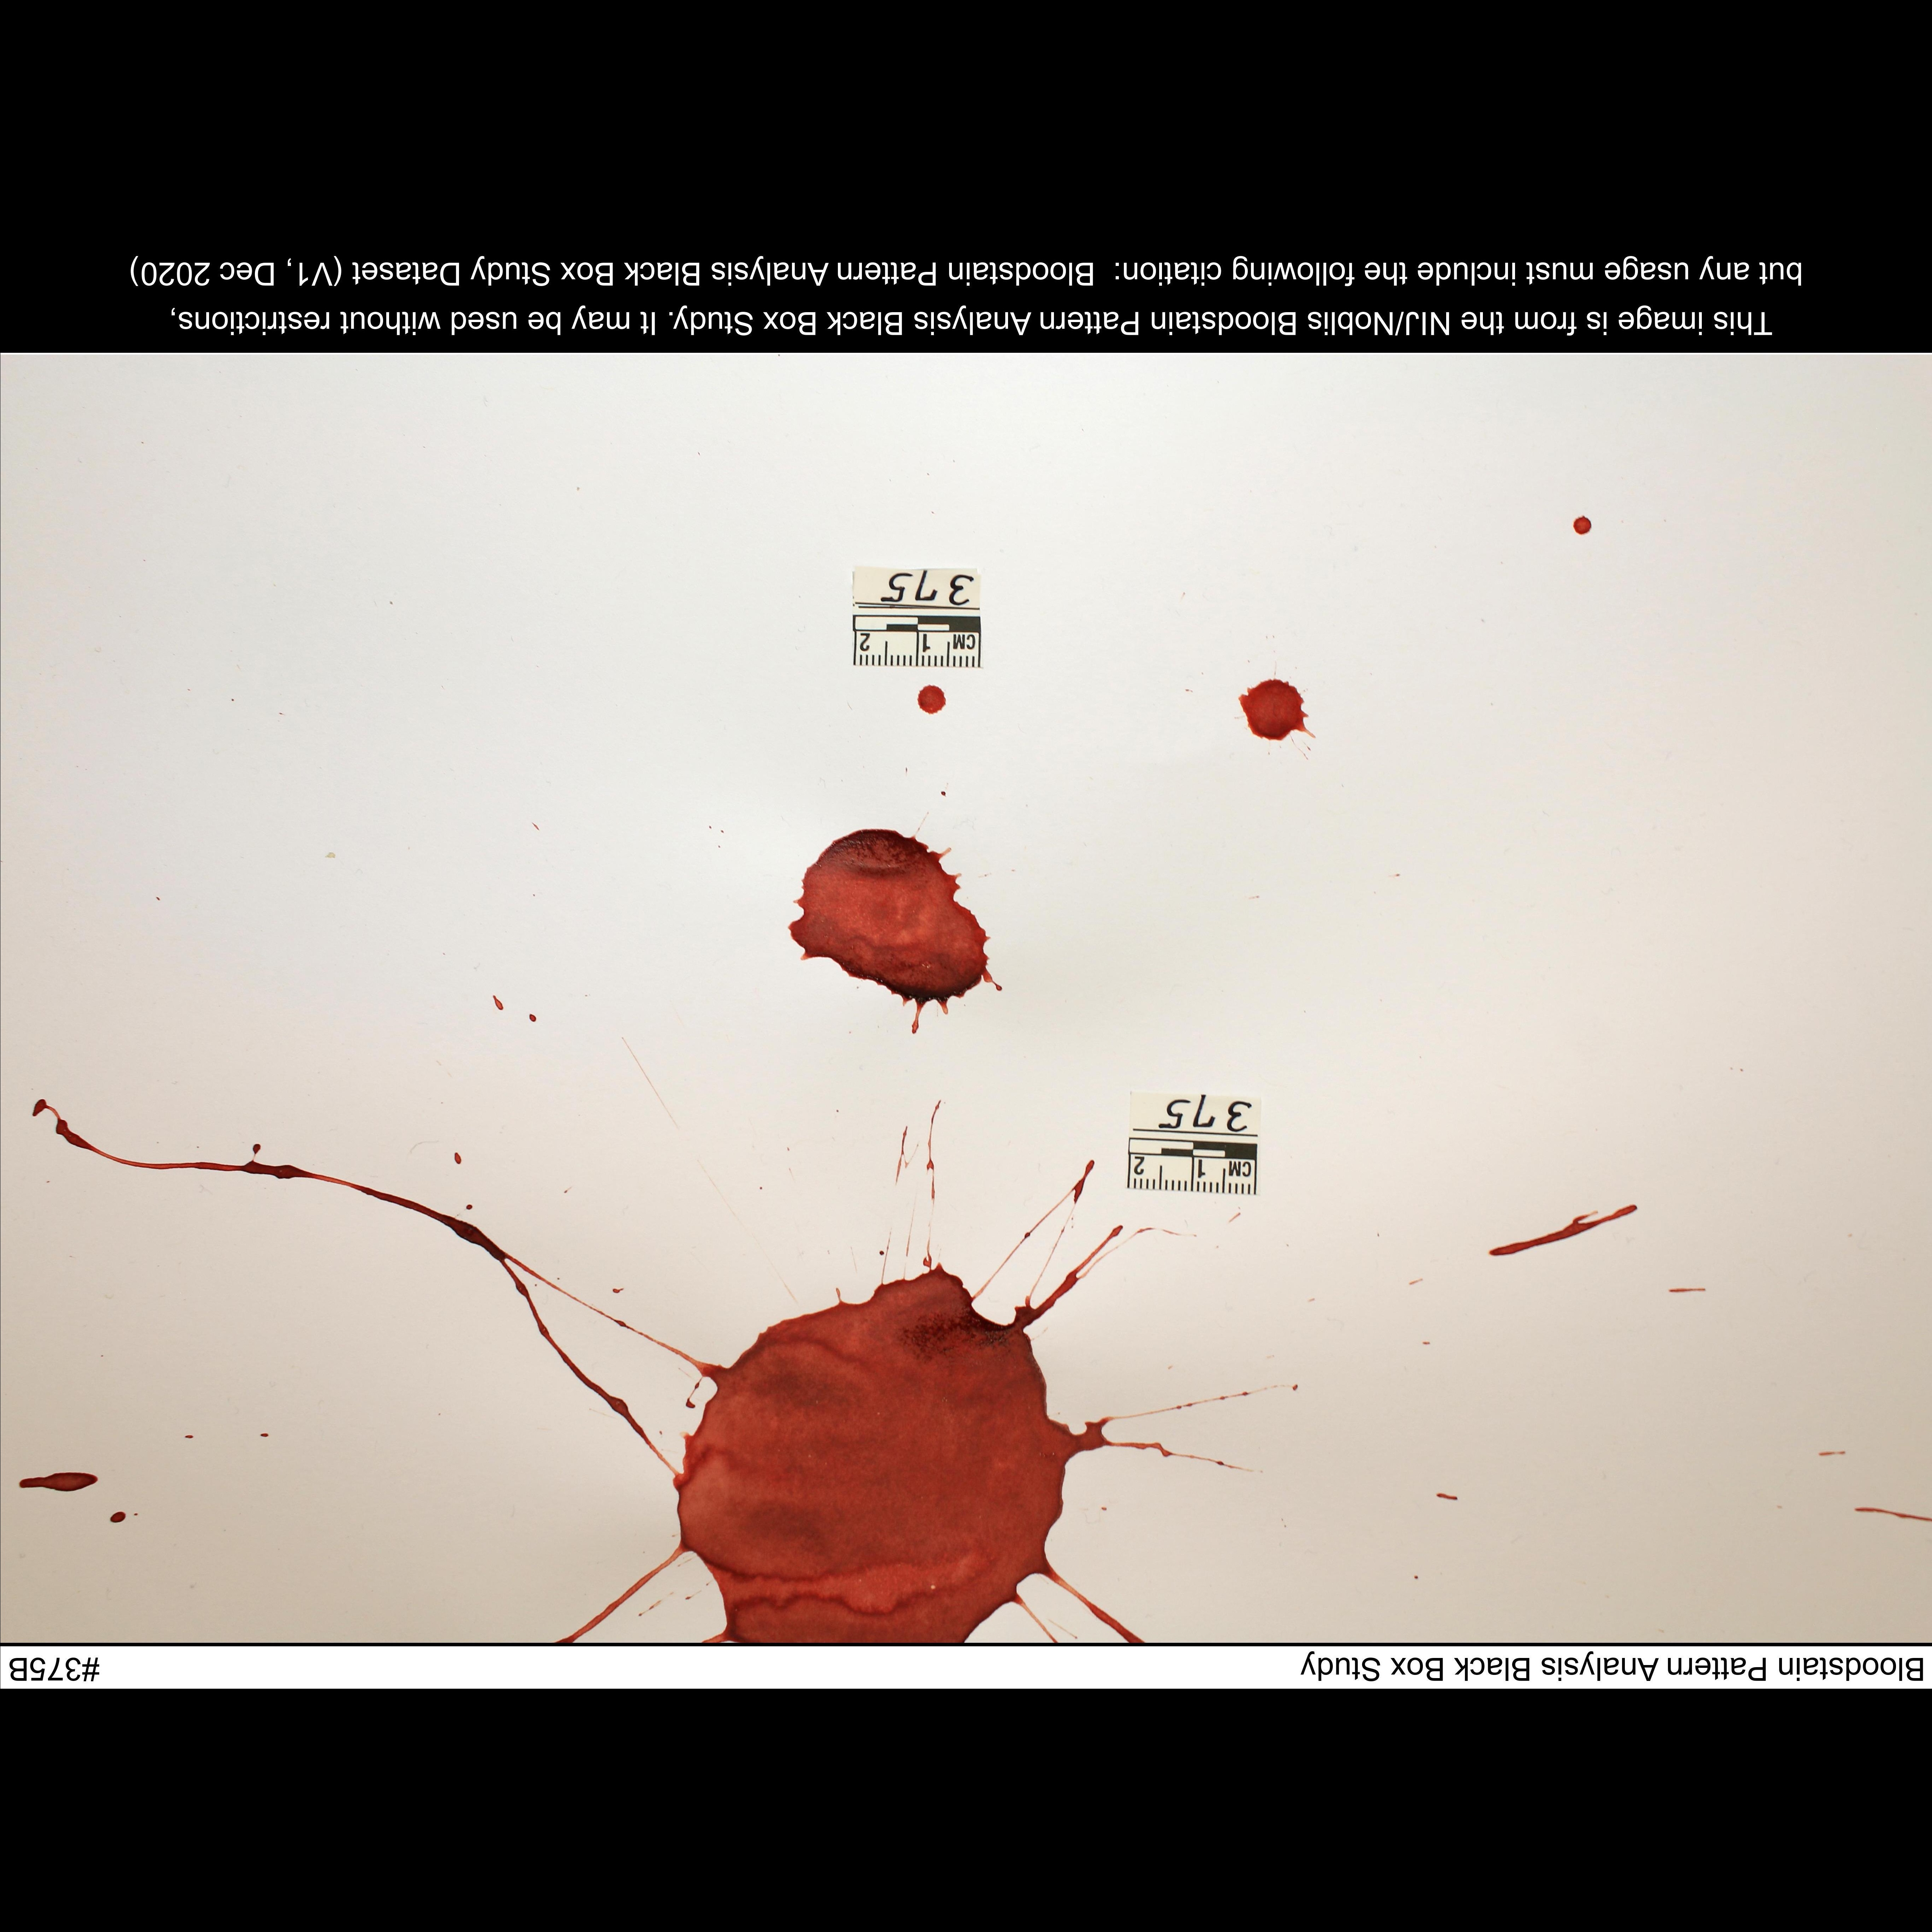 Bloodstain Pattern Analysis Black Box Study #375B
CM 1 2
375
CM 1 2
375
This image is from the NIJ/Noblis Bloodstain Pattern Analysis Black Box Study. It may be used without restrictions,
but any usage must include the following citation: Bloodstain Pattern Analysis Black Box Study Dataset (V1, Dec 2020)